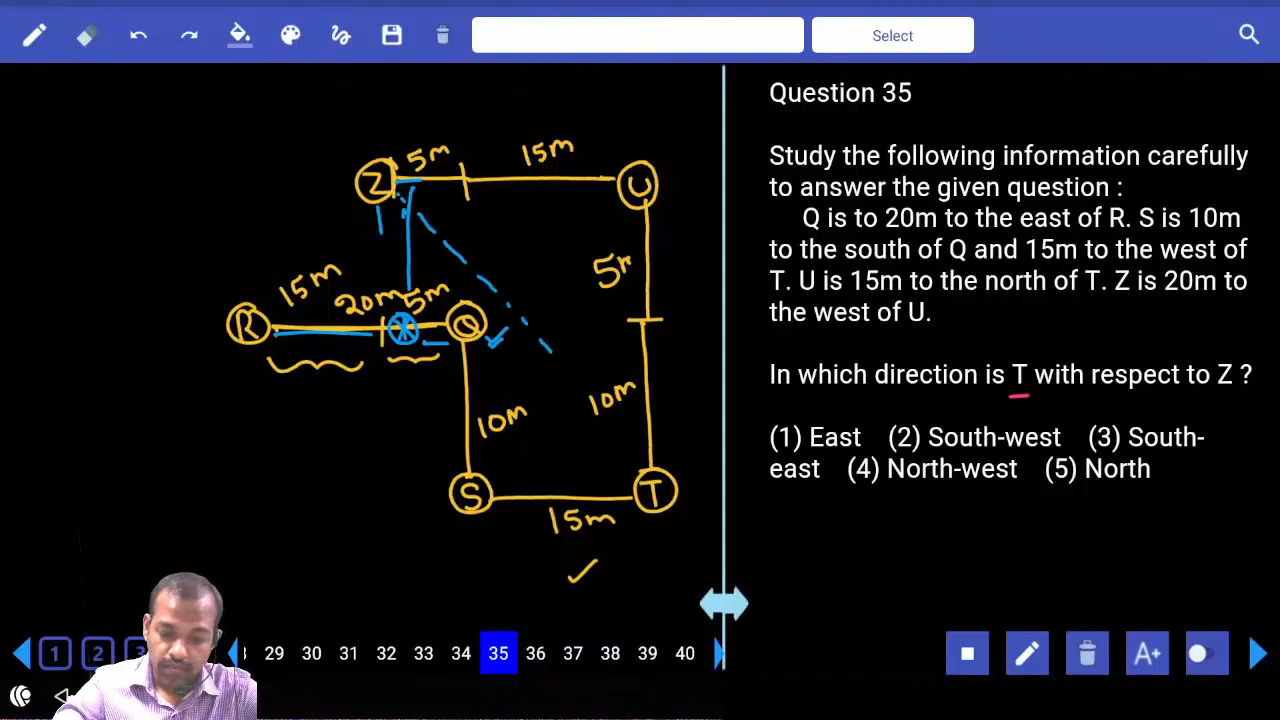 Select
Question 35
Study the following information carefully
to answer the given question :
Q is to 20m to the east of R. S is 10m
to the south of Q and 15m to the west of
T. U is 15m to the north of T. Z is 20m to
the west of U.
In which direction is T with respect to Z ?
(1) East (2) South-west (3) South-
east (4) North-west (5) North
5m 15m
Z U
5m
15m
20m 5m
R Q
10m 10m
S T
15m
1 2 3 29 30 31 32 33 34 35 36 37 38 39 40
A+